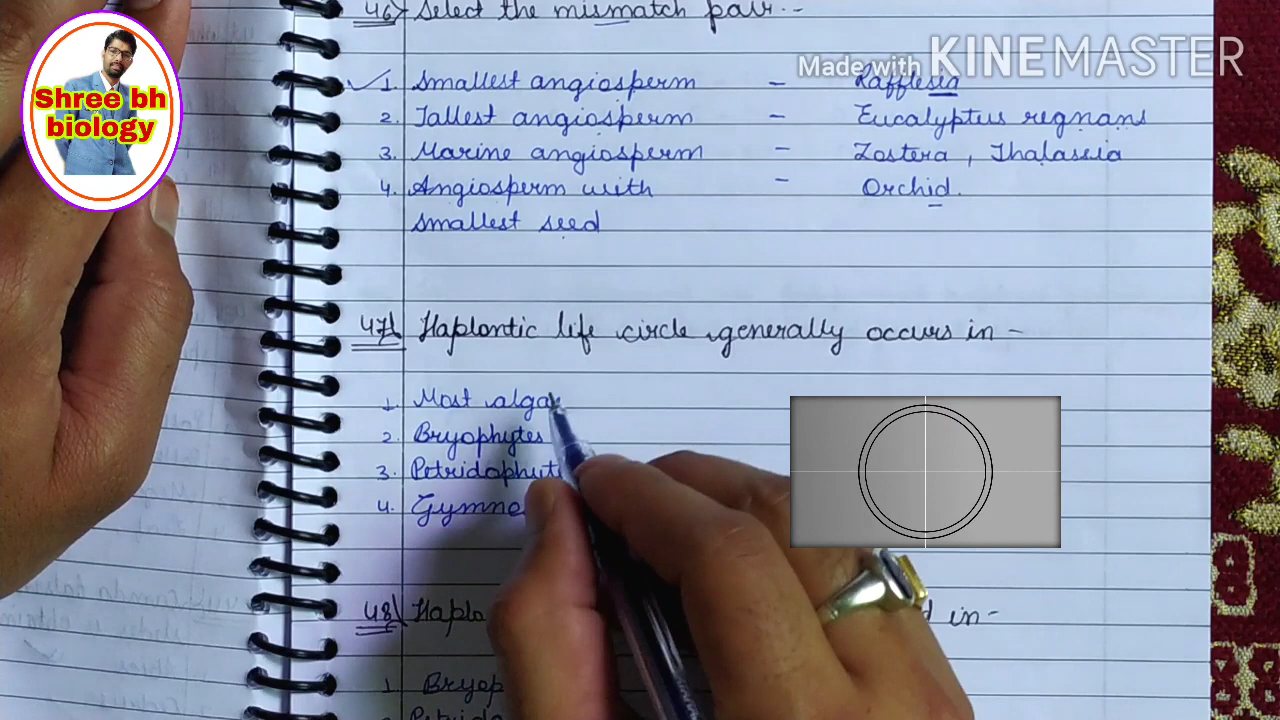 46) Select the mismatch pair.-
Made with KINEMASTER
Shree bh
biology
1. Smallest angiosperm - Rafflesia
2. Tallest angiosperm - Eucalyptus regnans
3. Marine angiosperm - Zostera, Thalassia
4. Angiosperm with - Orchid.
smallest seed
47) Haplontic life circle generally occurs in -
1. Most algae
2. Bryophytes
3. Petridophyt
4. Gymno
48) Haplo in-
1. Bryop